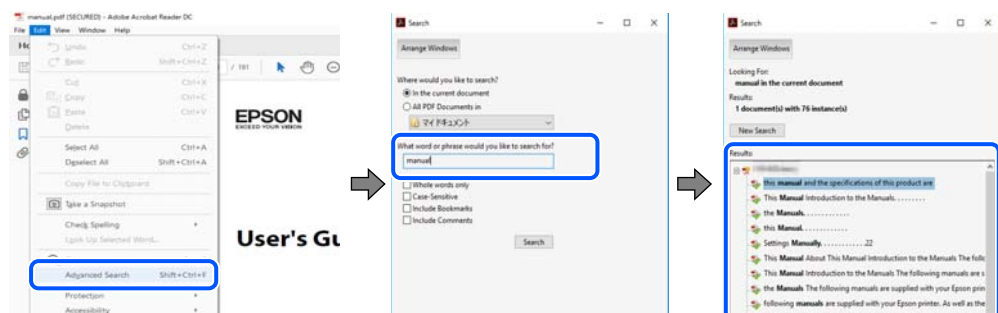 manual.pdf (SECURED) - Adobe Acrobat Reader DC
File Edit View Window Help
Undo Ctrl+Z
Redo Shift+Ctrl+Z
Cut Ctrl+X
Copy Ctrl+C
Paste Ctrl+V
Delete
Select All Ctrl+A
Deselect All Shift+Ctrl+A
Copy File to Clipboard
Take a Snapshot
Check Spelling
Look Up Selected Word...
Advanced Search Shift+Ctrl+F
Protection
Accessibility
/ 181
EPSON
EXCEED YOUR VISION
User's Gu
Search
Arrange Windows
Where would you like to search?
In the current document
All PDF Documents in
マイ ドキュメント
What word or phrase would you like to search for?
manual
Whole words only
Case-Sensitive
Include Bookmarks
Include Comments
Search
Search
Arrange Windows
Looking For:
manual in the current document
Results:
1 document(s) with 76 instance(s)
New Search
Results:
this manual and the specifications of this product are
This Manual Introduction to the Manuals. . . . . . . . .
the Manuals. . . . . . . . . . . .
this Manual. . . . . . . . . . . .
Settings Manually. . . . . . . . . . . . .22
This Manual About This Manual Introduction to the Manuals The follo
This Manual Introduction to the Manuals The following manuals are s
the Manuals The following manuals are supplied with your Epson prin
following manuals are supplied with your Epson printer. As well as the